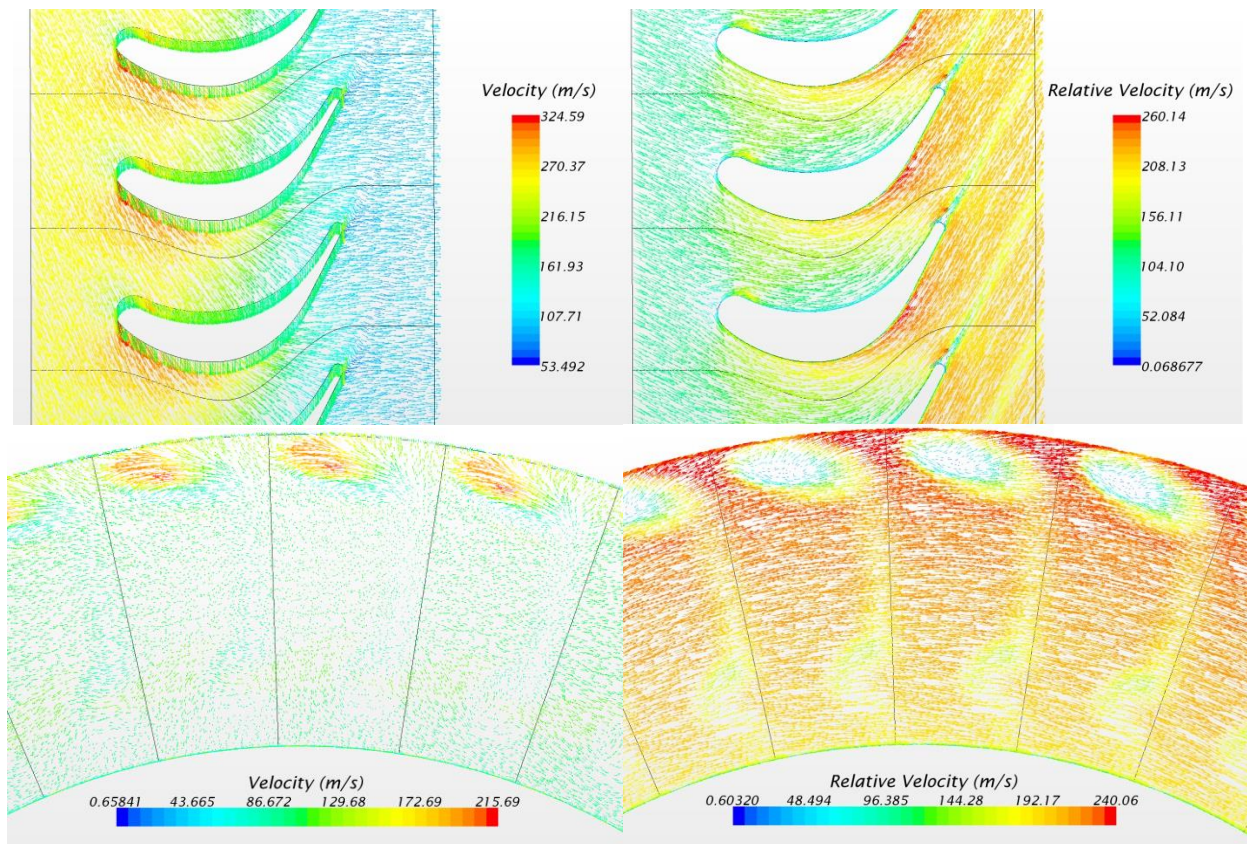 Velocity (m/s)
324.59
270.37
216.15
161.93
107.71
53.492
Relative Velocity (m/s)
260.14
208.13
156.11
104.10
52.084
0.068677
Velocity (m/s)
0.65841 43.665 86.672 129.68 172.69 215.69
Relative Velocity (m/s)
0.60320 48.494 96.385 144.28 192.17 240.06